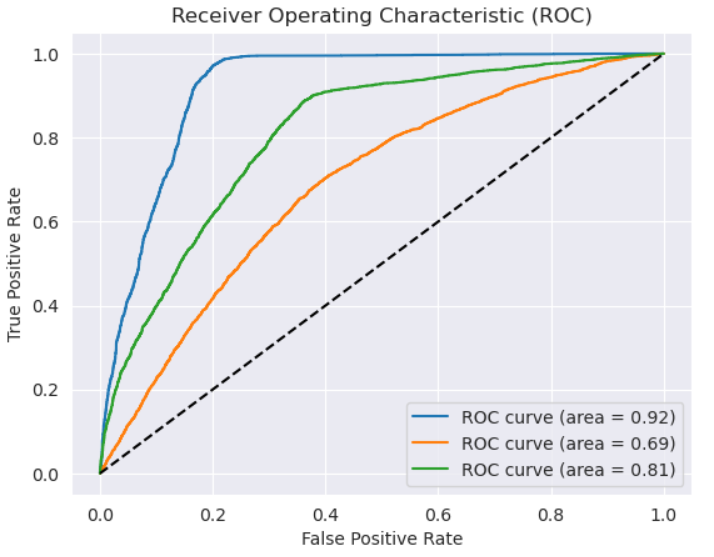 Receiver Operating Characteristic (ROC)
True Positive Rate
1.0
0.8
0.6
0.4
0.2
0.0
ROC curve (area = 0.92)
ROC curve (area = 0.69)
ROC curve (area = 0.81)
0.0 0.2 0.4 0.6 0.8 1.0
False Positive Rate